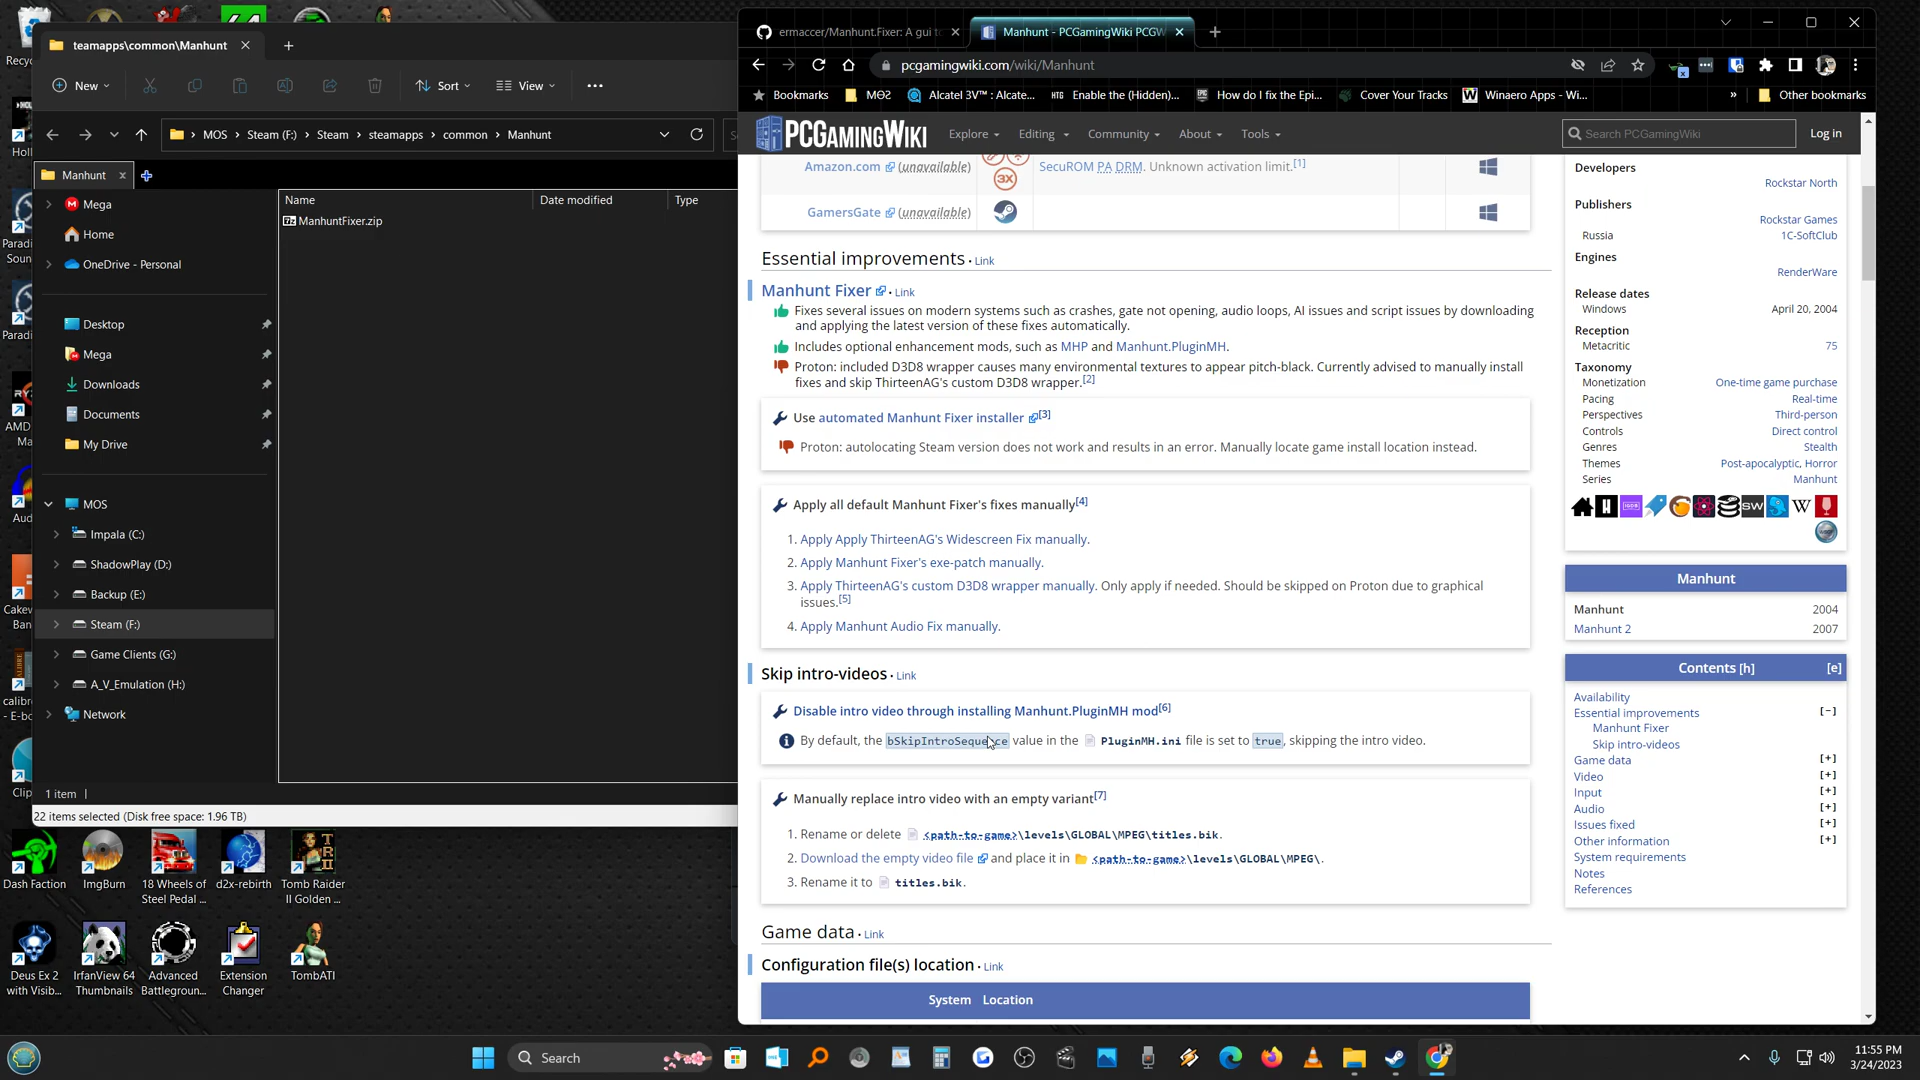 Recyc
Holl
Paradi
Soun
Paradi
AMD
Ma
Aud
Cakew
Ban
calibr
- E-bo
Clip
teamapps\common\Manhunt
New
Sort
View
MOS > Steam (F:) > Steam > steamapps > common > Manhunt
Manhunt
Mega
Home
OneDrive - Personal
Desktop
Mega
Downloads
Documents
My Drive
MOS
Impala (C:)
ShadowPlay (D:)
Backup (E:)
Steam (F:)
Game Clients (G:)
A_V_Emulation (H:)
Network
Name
Date modified
Type
ManhuntFixer.zip
1 item
22 items selected (Disk free space: 1.96 TB)
Dash Faction
ImgBurn
18 Wheels of
Steel Pedal ...
d2x-rebirth
Tomb Raider
II Golden ...
Deus Ex 2
with Visib...
IrfanView 64
Thumbnails
Advanced
Battlegroun...
Extension
Changer
TombATI
ermaccer/Manhunt.Fixer: A gui t
Manhunt - PCGamingWiki PCGW
pcgamingwiki.com/wiki/Manhunt
Bookmarks
Alcatel 3V™ : Alcate...
Enable the (Hidden)...
How do I fix the Epi...
Cover Your Tracks
Winaero Apps - Wi...
»
Other bookmarks
PCGAMINGWIKI
Explore
Editing
Community
About
Tools
Search PCGamingWiki
Log in
Amazon.com (unavailable)
3X
SecuROM PA DRM. Unknown activation limit.[1]
GamersGate (unavailable)
Essential improvements · Link
Manhunt Fixer · Link
Fixes several issues on modern systems such as crashes, gate not opening, audio loops, AI issues and script issues by downloading
and applying the latest version of these fixes automatically.
Includes optional enhancement mods, such as MHP and Manhunt.PluginMH.
Proton: included D3D8 wrapper causes many environmental textures to appear pitch-black. Currently advised to manually install
fixes and skip ThirteenAG's custom D3D8 wrapper.[2]
Use automated Manhunt Fixer installer [3]
Proton: autolocating Steam version does not work and results in an error. Manually locate game install location instead.
Apply all default Manhunt Fixer's fixes manually[4]
1. Apply Apply ThirteenAG's Widescreen Fix manually.
2. Apply Manhunt Fixer's exe-patch manually.
3. Apply ThirteenAG's custom D3D8 wrapper manually. Only apply if needed. Should be skipped on Proton due to graphical
issues.[5]
4. Apply Manhunt Audio Fix manually.
Skip intro-videos · Link
Disable intro video through installing Manhunt.PluginMH mod[6]
By default, the bSkipIntroSequence value in the PluginMH.ini file is set to true, skipping the intro video.
Manually replace intro video with an empty variant[7]
1. Rename or delete <path-to-game>\levels\GLOBAL\MPEG\titles.bik.
2. Download the empty video file and place it in <path-to-game>\levels\GLOBAL\MPEG\.
3. Rename it to titles.bik.
Game data · Link
Configuration file(s) location · Link
System Location
Developers
Rockstar North
Publishers
Rockstar Games
Russia 1C-SoftClub
Engines
RenderWare
Release dates
Windows April 20, 2004
Reception
Metacritic 75
Taxonomy
Monetization One-time game purchase
Pacing Real-time
Perspectives Third-person
Controls Direct control
Genres Stealth
Themes Post-apocalyptic, Horror
Series Manhunt
Manhunt
Manhunt 2004
Manhunt 2 2007
Contents [h] [e]
Availability
Essential improvements [−]
Manhunt Fixer
Skip intro-videos
Game data [+]
Video [+]
Input [+]
Audio [+]
Issues fixed [+]
Other information [+]
System requirements
Notes
References
Search
11:55 PM
3/24/2023